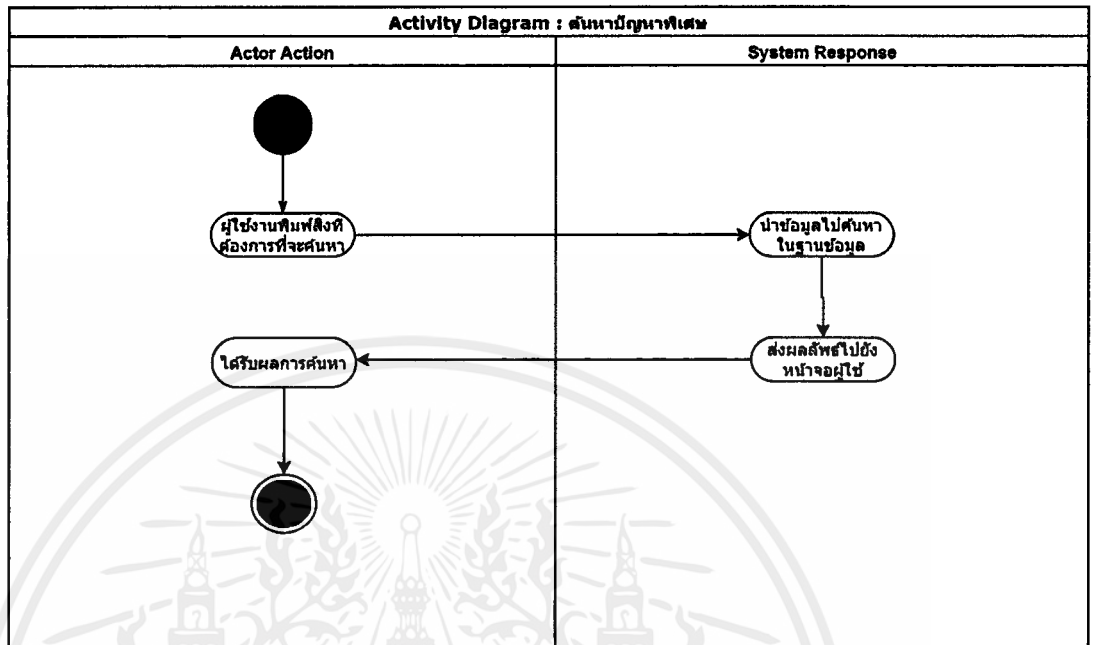 Activity Diagram : ค้นหาปัญหาพิเศษ
Actor Action
System Response
ผู้ใช้งานพิมพ์สิ่งที่
ต้องการที่จะค้นหา
นำข้อมูลไปค้นหา
ในฐานข้อมูล
ส่งผลลัพธ์ไปยัง
หน้าจอผู้ใช้
ได้รับผลการค้นหา